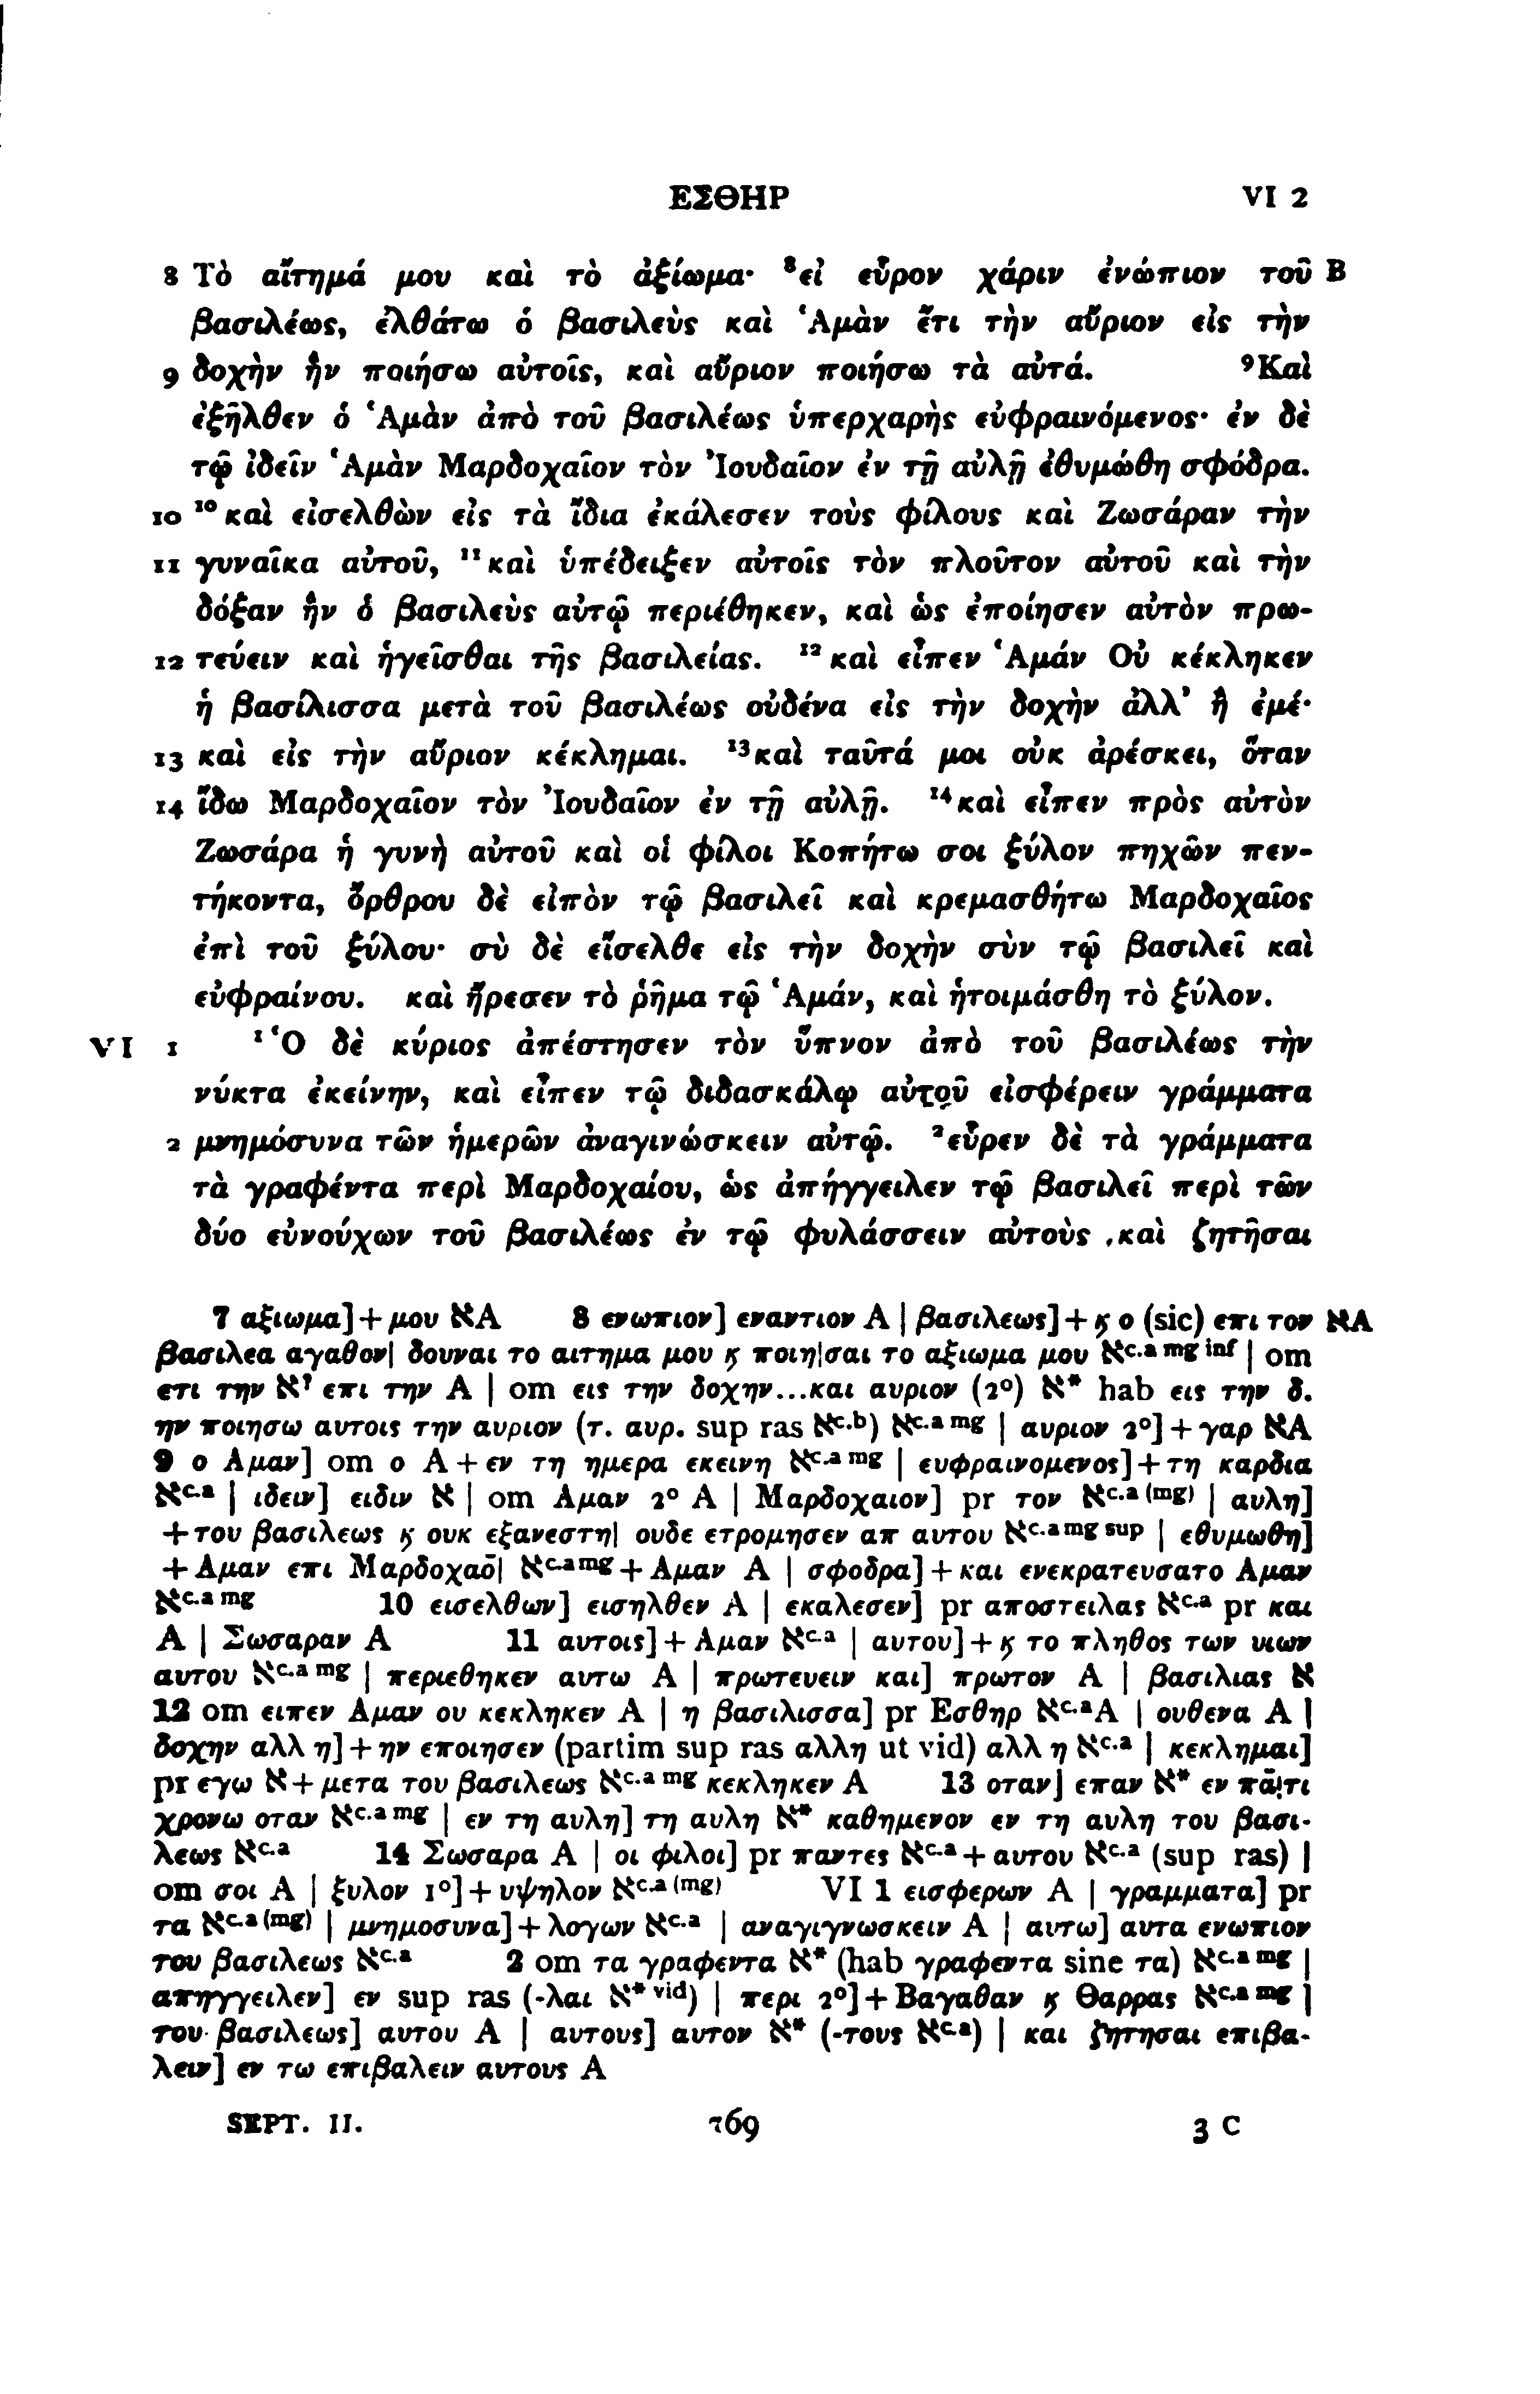 ΕΣΘΗΡ VI 2
8 Τὸ αἴτημά μου καὶ τὸ ἀξίωμα· ⁸εἰ εὗρον χάριν ἐνώπιον τοῦ B
βασιλέως, ἐλθάτω ὁ βασιλεὺς καὶ Ἁμὰν ἔτι τὴν αὔριον εἰς τὴν
9 δοχὴν ἣν ποιήσω αὐτοῖς, καὶ αὔριον ποιήσω τὰ αὐτά. ⁹Καὶ
ἐξῆλθεν ὁ Ἁμὰν ἀπὸ τοῦ βασιλέως ὑπερχαρὴς εὐφραινόμενος· ἐν δὲ
τῷ ἰδεῖν Ἁμὰν Μαρδοχαῖον τὸν Ἰουδαῖον ἐν τῇ αὐλῇ ἐθυμώθη σφόδρα.
10 ¹⁰καὶ εἰσελθὼν εἰς τὰ ἴδια ἐκάλεσεν τοὺς φίλους καὶ Ζωσάραν τὴν
11 γυναῖκα αὐτοῦ, ¹¹καὶ ὑπέδειξεν αὐτοῖς τὸν πλοῦτον αὐτοῦ καὶ τὴν
δόξαν ἣν ὁ βασιλεὺς αὐτῷ περιέθηκεν, καὶ ὡς ἐποίησεν αὐτὸν πρω-
12 τεύειν καὶ ἡγεῖσθαι τῆς βασιλείας. ¹²καὶ εἶπεν Ἁμάν Οὐ κέκληκεν
ἡ βασίλισσα μετὰ τοῦ βασιλέως οὐδένα εἰς τὴν δοχὴν ἀλλ’ ἢ ἐμέ·
13 καὶ εἰς τὴν αὔριον κέκλημαι. ¹³καὶ ταῦτά μοι οὐκ ἀρέσκει, ὅταν
14 ἴδω Μαρδοχαῖον τὸν Ἰουδαῖον ἐν τῇ αὐλῇ. ¹⁴καὶ εἶπεν πρὸς αὐτὸν
Ζωσάρα ἡ γυνὴ αὐτοῦ καὶ οἱ φίλοι Κοπήτω σοι ξύλον πηχῶν πεν-
τήκοντα, ὄρθρου δὲ εἰπὸν τῷ βασιλεῖ καὶ κρεμασθήτω Μαρδοχαῖος
ἐπὶ τοῦ ξύλου· σὺ δὲ εἴσελθε εἰς τὴν δοχὴν σὺν τῷ βασιλεῖ καὶ
εὐφραίνου. καὶ ἤρεσεν τὸ ῥῆμα τῷ Ἁμάν, καὶ ἡτοιμάσθη τὸ ξύλον.
VI 1 ¹Ὁ δὲ κύριος ἀπέστησεν τὸν ὕπνον ἀπὸ τοῦ βασιλέως τὴν
νύκτα ἐκείνην, καὶ εἶπεν τῷ διδασκάλῳ αὐτοῦ εἰσφέρειν γράμματα
2 μνημόσυνα τῶν ἡμερῶν ἀναγινώσκειν αὐτῷ. ²εὗρεν δὲ τὰ γράμματα
τὰ γραφέντα περὶ Μαρδοχαίου, ὡς ἀπήγγειλεν τῷ βασιλεῖ περὶ τῶν
δύο εὐνούχων τοῦ βασιλέως ἐν τῷ φυλάσσειν αὐτοὺς καὶ ζητῆσαι
7 αξιωμα]+μου אA 8 ενωπιον] εναντιον A | βασιλεως]+ϗ ο (sic) επι τον אA
βασιλεα αγαθον| δουναι το αιτημα μου ϗ ποιη|σαι το αξιωμα μου א^c.a mg inf | om
ετι την א? επι την A | om εις την δοχην...και αυριον (2°) א* hab εις την δ.
ην ποιησω αυτοις την αυριον (τ. αυρ. sup ras א^c.b) א^c.a mg | αυριον 2°]+γαρ אA
9 ο Αμαν] om ο A+εν τη ημερα εκεινη א^c.a mg | ευφραινομενος]+τη καρδια
א^c.a | ιδειν] ειδιν א | om Αμαν 2° A | Μαρδοχαιον] pr τον א^c.a (mg) | αυλη]
+του βασιλεως ϗ ουκ εξανεστη| ουδε ετρομησεν απ αυτου א^c.a mg sup | εθυμωθη]
+Αμαν επι Μαρδοχαο̄| א^c.a mg+Αμαν A | σφοδρα]+και ενεκρατευσατο Αμαν
א^c.a mg 10 εισελθων] εισηλθεν A | εκαλεσεν] pr αποστειλας א^c.a pr και
A | Σωσαραν A 11 αυτοις]+Αμαν א^c.a | αυτου]+ϗ το πληθος των υιων
αυτου א^c.a mg | περιεθηκεν αυτω A | πρωτευειν και] πρωτον A | βασιλιας א
12 om ειπεν Αμαν ου κεκληκεν A | η βασιλισσα] pr Εσθηρ א^c.a A | ουθενα A |
δοχην αλλ η]+ην εποιησεν (partim sup ras αλλη ut vid) αλλ η א^c.a | κεκλημαι]
pr εγω א+μετα του βασιλεως א^c.a mg κεκληκεν A 13 οταν] επαν א* εν πᾱ|τι
χρονω οταν א^c.a mg | εν τη αυλη] τη αυλη א* καθημενον εν τη αυλη του βασι-
λεως א^c.a 14 Σωσαρα A | οι φιλοι] pr παντες א^c.a+αυτου א^c.a (sup ras) |
om σοι A | ξυλον 1°]+υψηλον א^c.a (mg) VI 1 εισφερων A | γραμματα] pr
τα א^c.a (mg) | μνημοσυνα]+λογων א^c.a | αναγιγνωσκειν A | αυτω] αυτα ενωπιον
του βασιλεως א^c.a 2 om τα γραφεντα א* (hab γραφεντα sine τα) א^c.a mg |
απηγγειλεν] εν sup ras (-λαι א* vid) | περι 2°]+Βαγαθαν ϗ Θαρρας א^c.a mg |
του βασιλεως] αυτου A | αυτους] αυτον א* (-τους א^c.a) | και ζητησαι επιβα-
λειν] εν τω επιβαλειν αυτους A
SEPT. II. 769 3 C